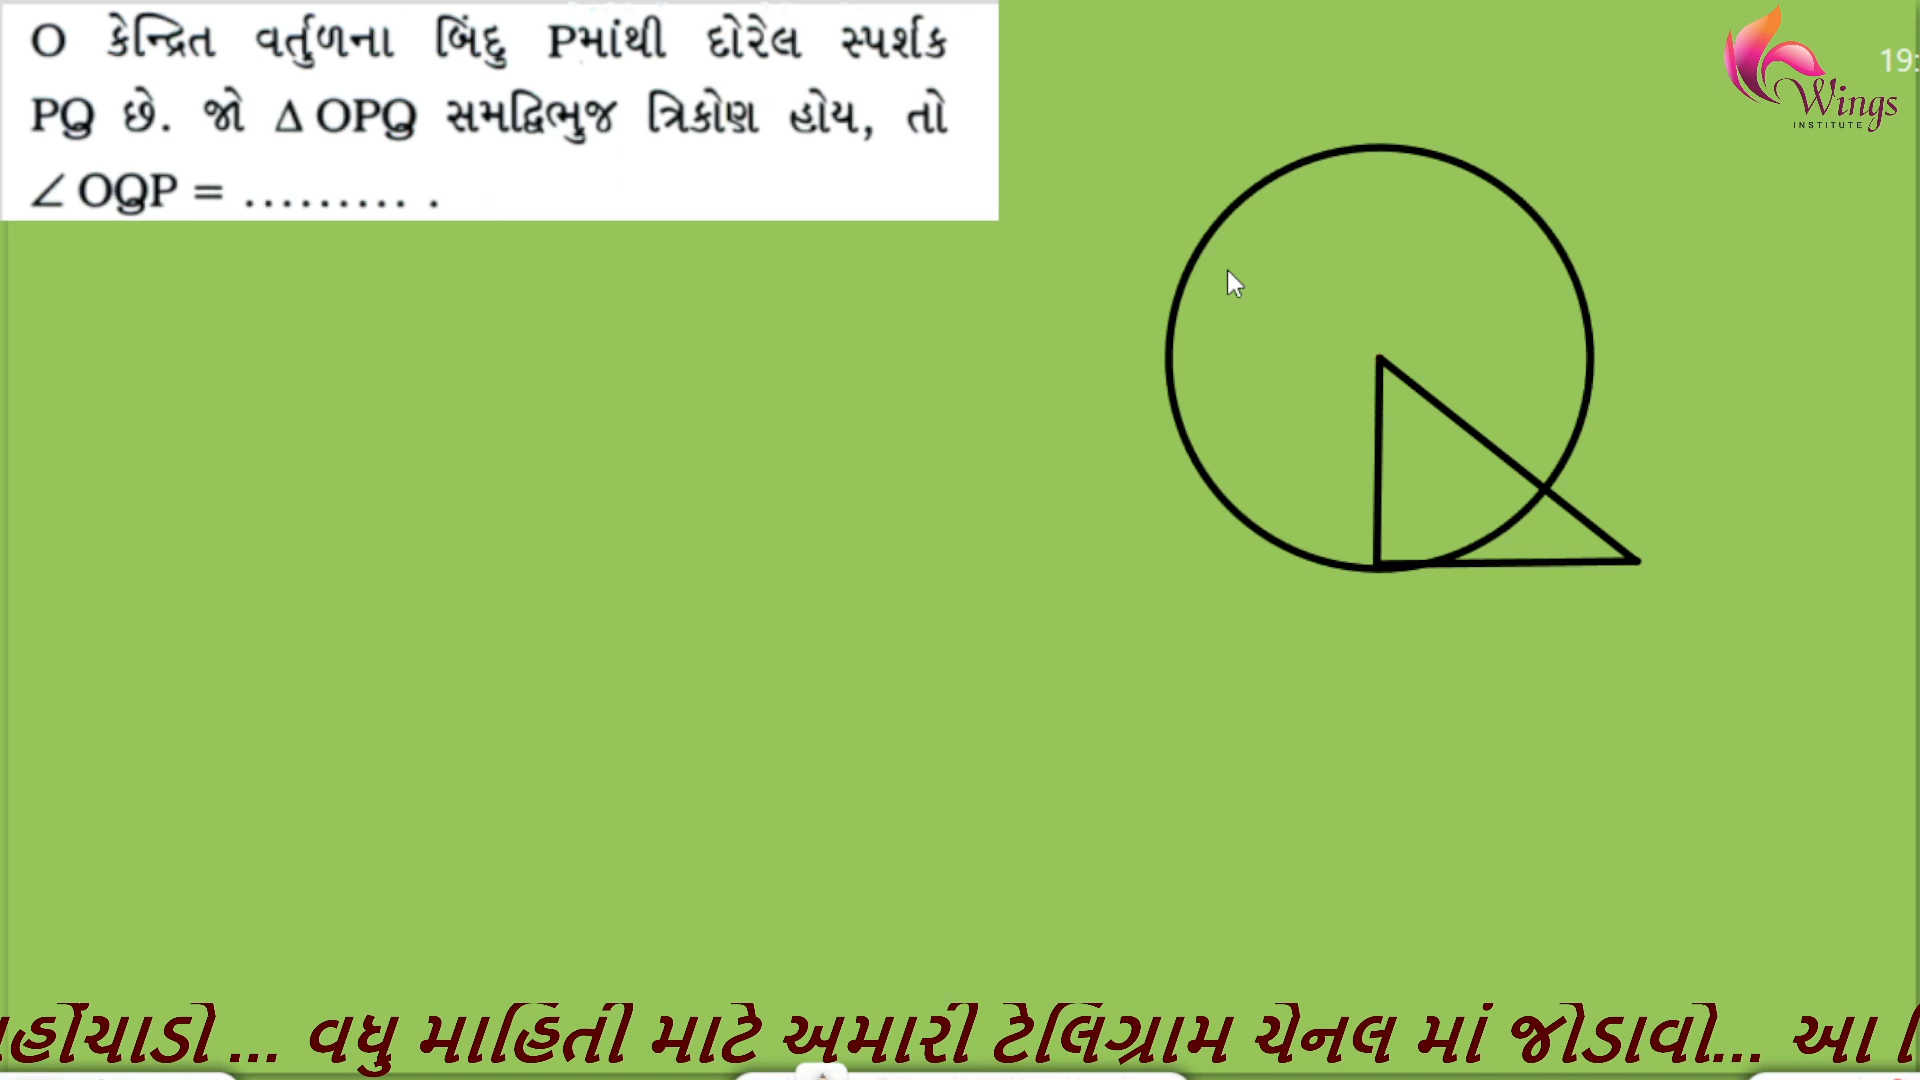 O કેન્દ્રિત વર્તુળના બિંદુ Pમાંથી દોરેલ સ્પર્શક
PQ છે. જો Δ OPQ સમદ્વિભુજ ત્રિકોણ હોય, તો
∠ OQP = ......... .
19:
Wings
INSTITUTE
... વધુ માહિતી માટે અમારી ટેલિગ્રામ ચેનલ માં જોડાવો... આ